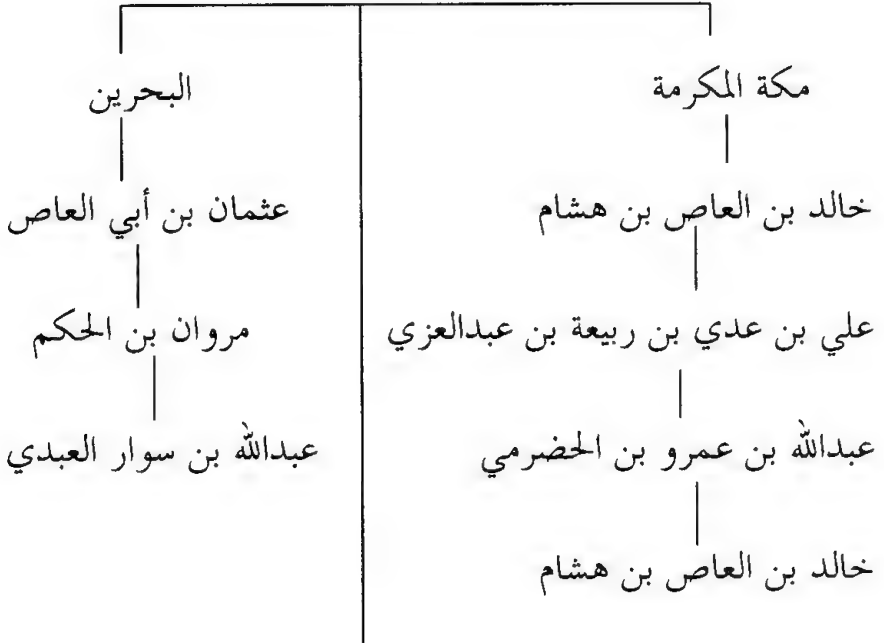 مكة المكرمة
خالد بن العاص بن هشام
علي بن عدي بن ربيعة بن عبدالعزي
عبدالله بن عمرو بن الحضرمي
خالد بن العاص بن هشام
البحرين
عثمان بن أبي العاص
مروان بن الحكم
عبدالله بن سوار العبدي